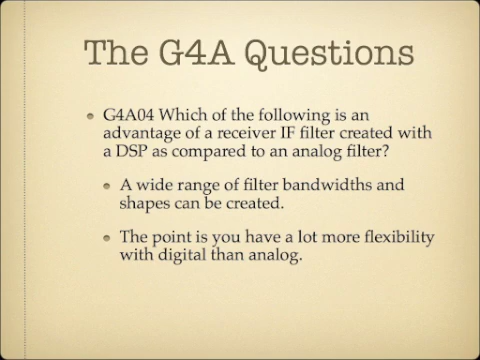 The G4A Questions
G4A04 Which of the following is an
advantage of a receiver IF filter created with
a DSP as compared to an analog filter?
A wide range of filter bandwidths and
shapes can be created.
The point is you have a lot more flexibility
with digital than analog.